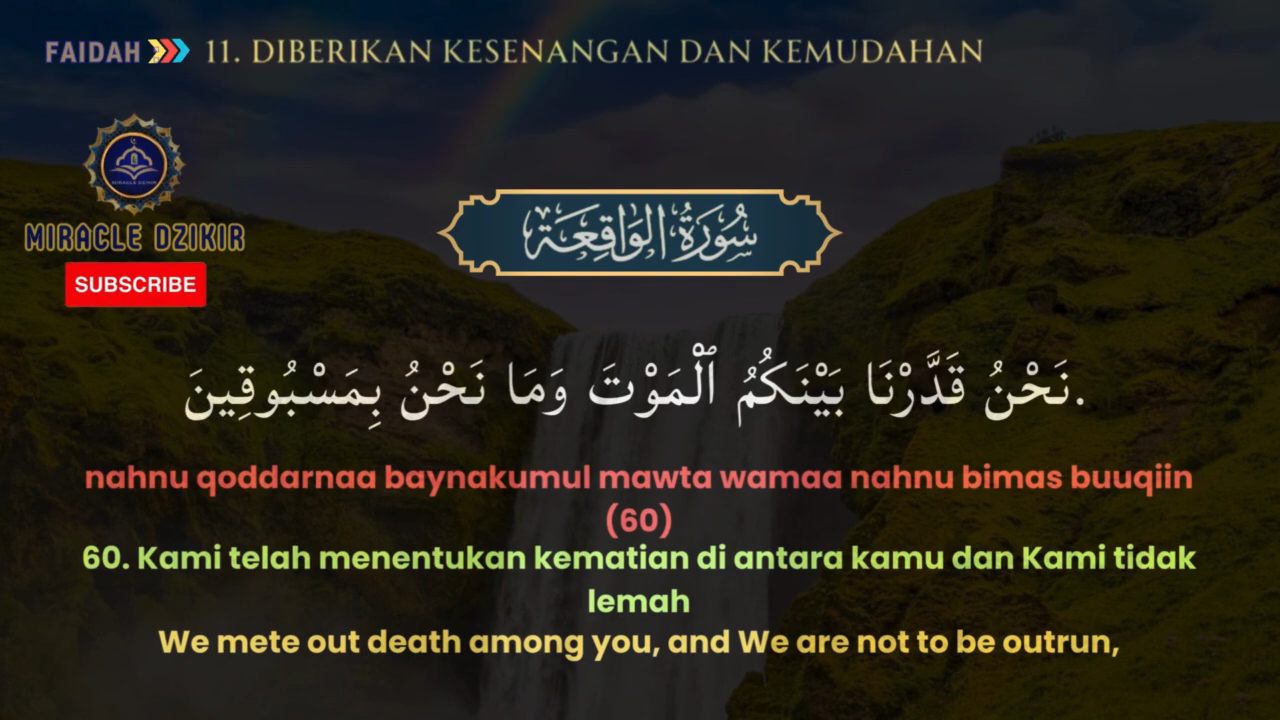 FAIDAH 11. DIBERIKAN KESENANGAN DAN KEMUDAHAN
MIRACLE DZIKIR
SUBSCRIBE
سُورَةُ الوَاقِعَة
نَحْنُ قَدَّرْنَا بَيْنَكُمُ ٱلْمَوْتَ وَمَا نَحْنُ بِمَسْبُوقِينَ.
nahnu qoddarnaa baynakumul mawta wamaa nahnu bimas buuqiin
(60)
60. Kami telah menentukan kematian di antara kamu dan Kami tidak
lemah
We mete out death among you, and We are not to be outrun,